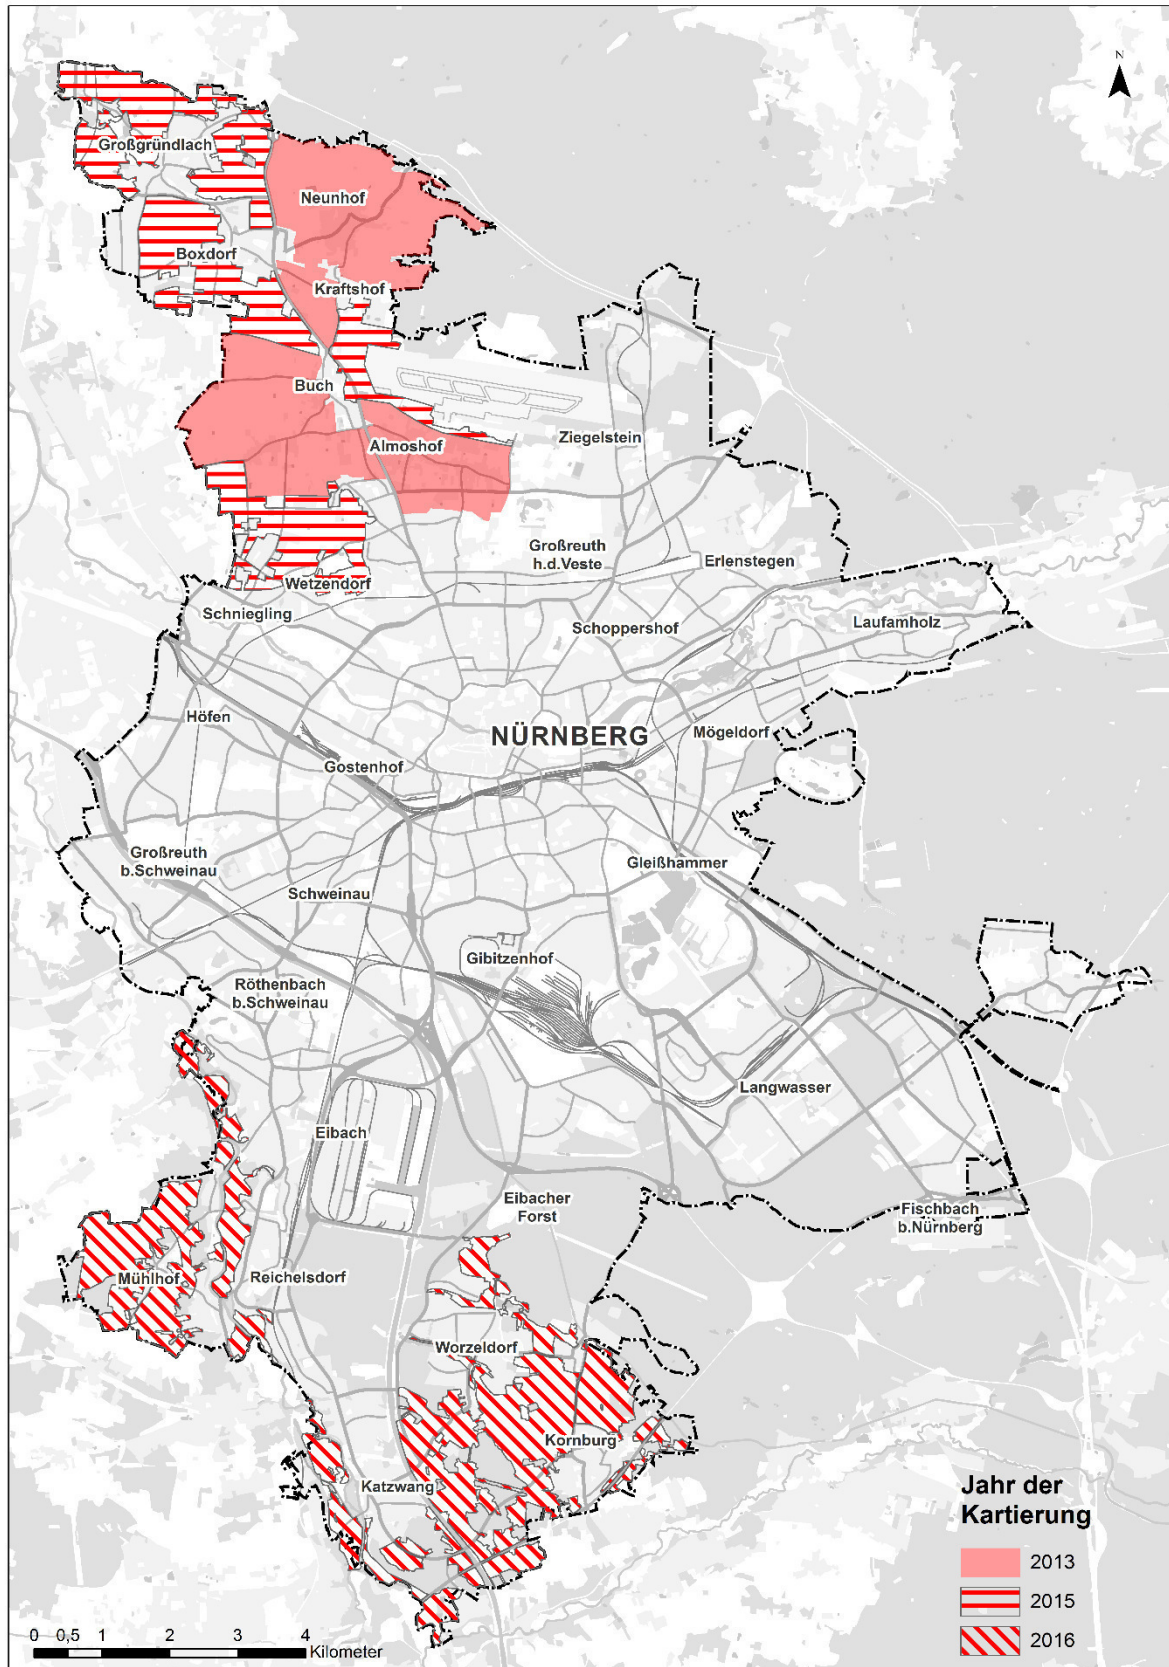 N
Großgründlach
Neunhof
Boxdorf
Kraftshof
Buch
Almoshof
Ziegelstein
Großreuth
h.d.Veste
Erlenstegen
Wetzendorf
Schniegling
Schoppershof
Laufamholz
Höfen
NÜRNBERG
Mögeldorf
Gostenhof
Großreuth
b.Schweinau
Gleißhammer
Schweinau
Gibitzenhof
Röthenbach
b.Schweinau
Langwasser
Eibach
Eibacher
Forst
Fischbach
b.Nürnberg
Mühlhof
Reichelsdorf
Worzeldorf
Kornburg
Katzwang
Jahr der
Kartierung
2013
2015
2016
0 0,5 1 2 3 4
Kilometer